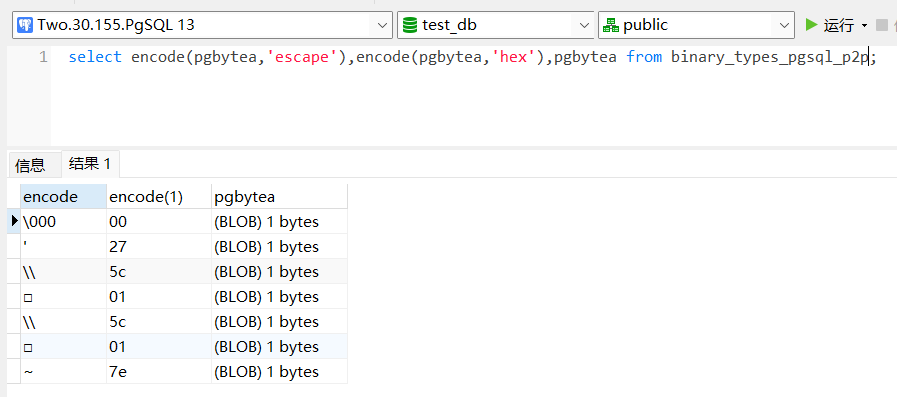 Two.30.155.PgSQL 13 test_db public 运行
1 select encode(pgbytea,'escape'),encode(pgbytea,'hex'),pgbytea from binary_types_pgsql_p2p;
信息 结果 1
encode encode(1) pgbytea
\000 00 (BLOB) 1 bytes
' 27 (BLOB) 1 bytes
\\ 5c (BLOB) 1 bytes
□ 01 (BLOB) 1 bytes
\\ 5c (BLOB) 1 bytes
□ 01 (BLOB) 1 bytes
~ 7e (BLOB) 1 bytes